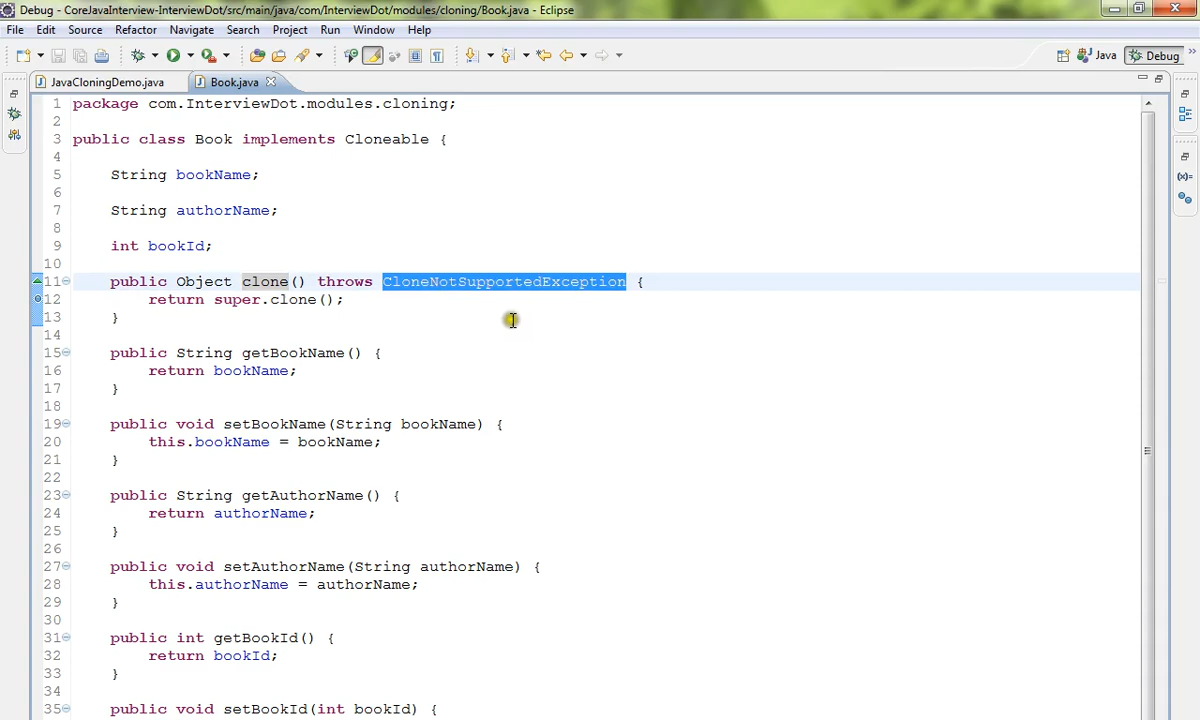 Debug - CoreJavaInterview-InterviewDot/src/main/java/com/InterviewDot/modules/cloning/Book.java - Eclipse
File Edit Source Refactor Navigate Search Project Run Window Help
Java Debug
JavaCloningDemo.java Book.java
1 package com.InterviewDot.modules.cloning;
2
3 public class Book implements Cloneable {
4
5 String bookName;
6
7 String authorName;
8
9 int bookId;
10
11 public Object clone() throws CloneNotSupportedException {
12 return super.clone();
13 }
14
15 public String getBookName() {
16 return bookName;
17 }
18
19 public void setBookName(String bookName) {
20 this.bookName = bookName;
21 }
22
23 public String getAuthorName() {
24 return authorName;
25 }
26
27 public void setAuthorName(String authorName) {
28 this.authorName = authorName;
29 }
30
31 public int getBookId() {
32 return bookId;
33 }
34
35 public void setBookId(int bookId) {